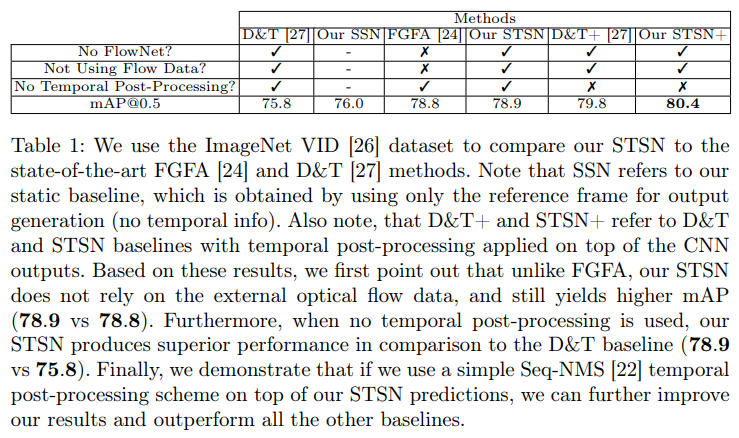 Methods
D&T [27] Our SSN FGFA [24] Our STSN D&T+ [27] Our STSN+
No FlowNet? ✓ - ✗ ✓ ✓ ✓
Not Using Flow Data? ✓ - ✗ ✓ ✓ ✓
No Temporal Post-Processing? ✓ - ✓ ✓ ✗ ✗
mAP@0.5 75.8 76.0 78.8 78.9 79.8 80.4
Table 1: We use the ImageNet VID [26] dataset to compare our STSN to the
state-of-the-art FGFA [24] and D&T [27] methods. Note that SSN refers to our
static baseline, which is obtained by using only the reference frame for output
generation (no temporal info). Also note, that D&T+ and STSN+ refer to D&T
and STSN baselines with temporal post-processing applied on top of the CNN
outputs. Based on these results, we first point out that unlike FGFA, our STSN
does not rely on the external optical flow data, and still yields higher mAP
(78.9 vs 78.8). Furthermore, when no temporal post-processing is used, our
STSN produces superior performance in comparison to the D&T baseline (78.9
vs 75.8). Finally, we demonstrate that if we use a simple Seq-NMS [22] temporal
post-processing scheme on top of our STSN predictions, we can further improve
our results and outperform all the other baselines.